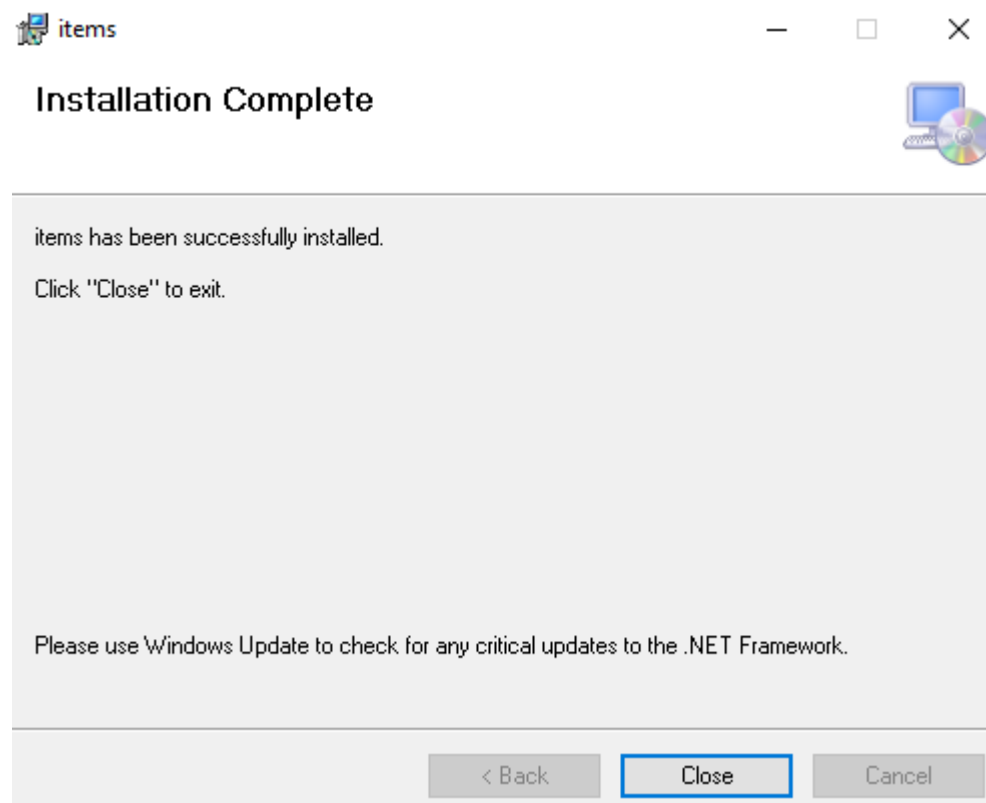 items
Installation Complete
items has been successfully installed.
Click "Close" to exit.
Please use Windows Update to check for any critical updates to the .NET Framework.
< Back
Close
Cancel